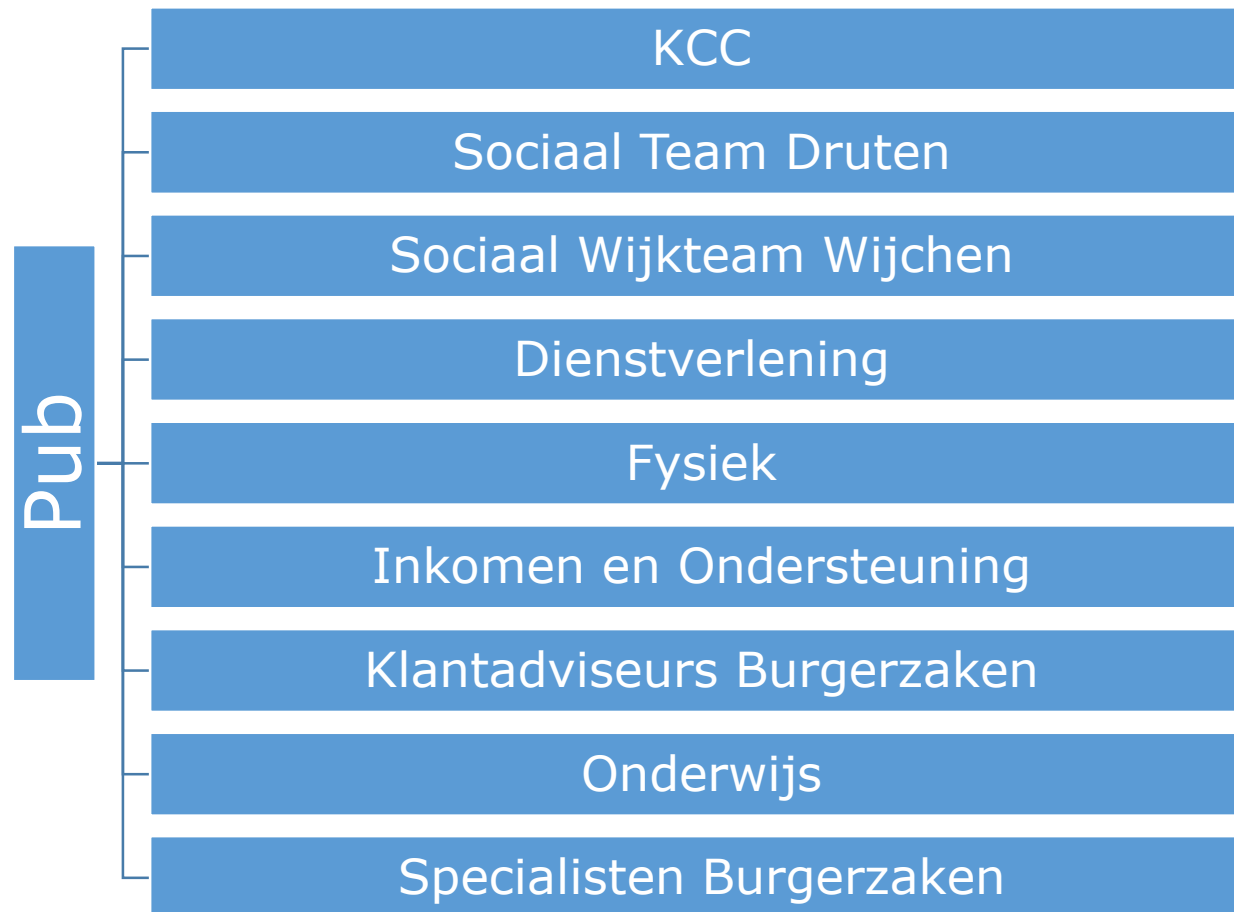 Pub
KCC
Sociaal Team Druten
Sociaal Wijkteam Wijchen
Dienstverlening
Fysiek
Inkomen en Ondersteuning
Klantadviseurs Burgerzaken
Onderwijs
Specialisten Burgerzaken